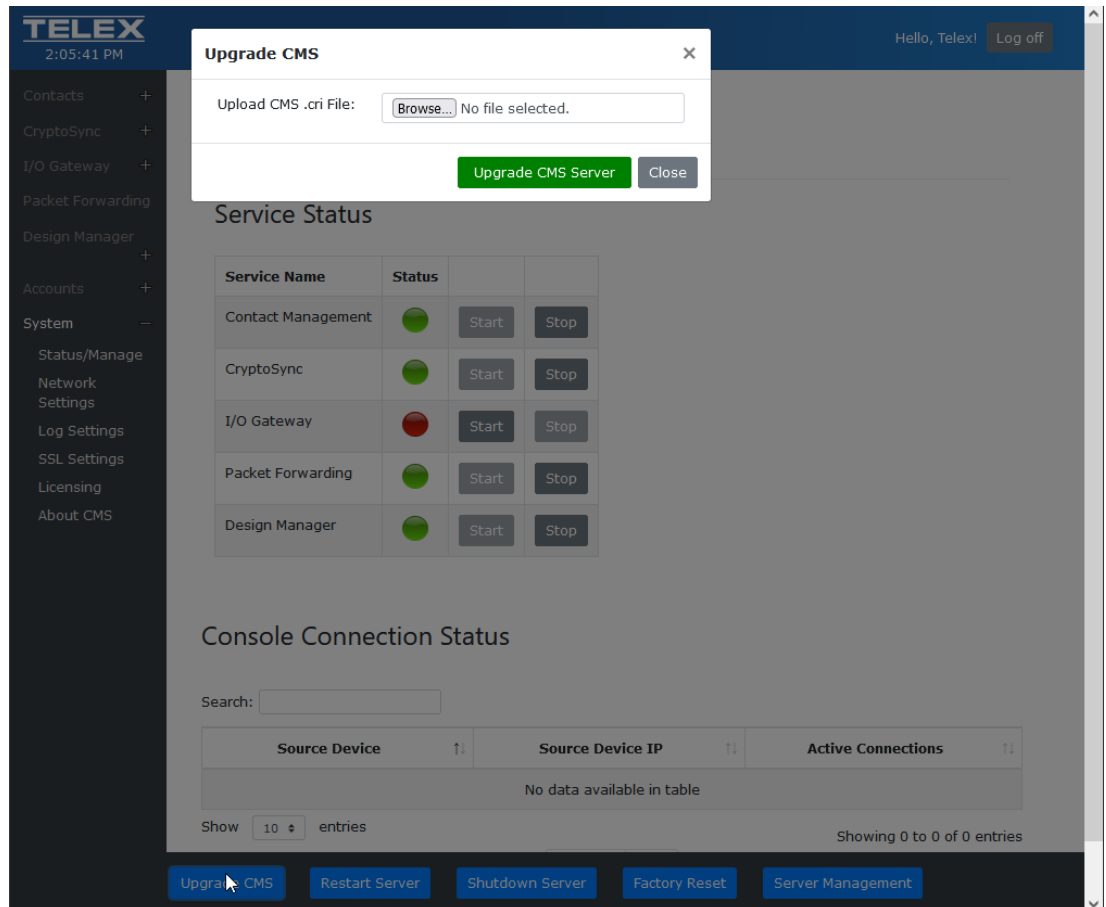 TELEX
2:05:41 PM
Hello, Telex! Log off
Upgrade CMS ×
Upload CMS .cri File: Browse... No file selected.
Upgrade CMS Server Close
Contacts +
CryptoSync +
I/O Gateway +
Packet Forwarding
Design Manager +
Accounts +
System −
Status/Manage
Network
Settings
Log Settings
SSL Settings
Licensing
About CMS
Service Status
Service Name Status
Contact Management Start Stop
CryptoSync Start Stop
I/O Gateway Start Stop
Packet Forwarding Start Stop
Design Manager Start Stop
Console Connection Status
Search:
Source Device Source Device IP Active Connections
No data available in table
Show 10 entries
Showing 0 to 0 of 0 entries
Upgrade CMS Restart Server Shutdown Server Factory Reset Server Management